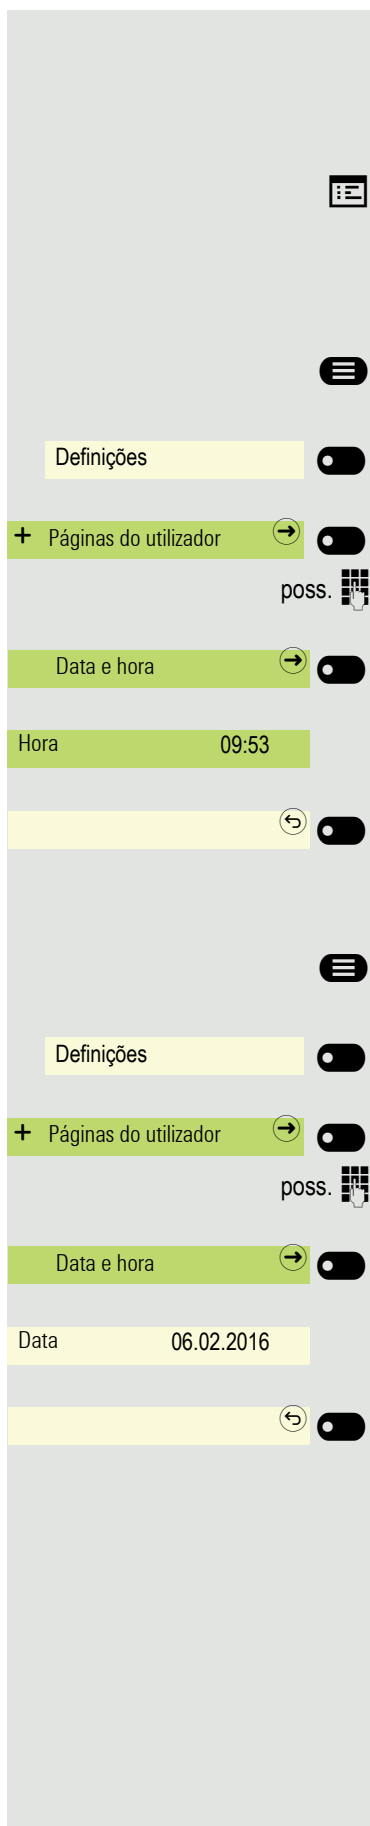 Definições
+ Páginas do utilizador
poss.
Data e hora
Hora 09:53
Definições
+ Páginas do utilizador
poss.
Data e hora
Data 06.02.2016